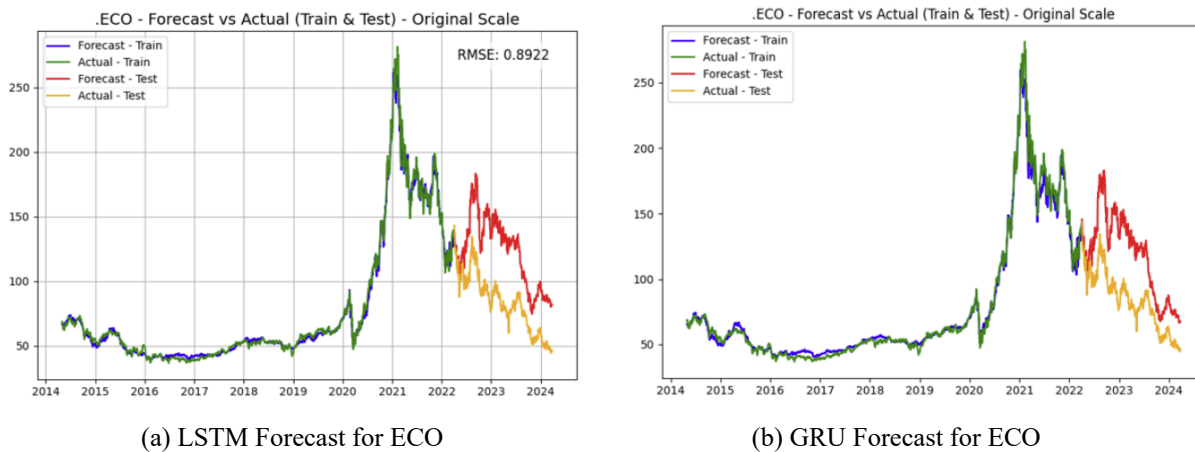 .ECO - Forecast vs Actual (Train & Test) - Original Scale
Forecast - Train
Actual - Train
Forecast - Test
Actual - Test
RMSE: 0.8922
250
200
150
100
50
2014 2015 2016 2017 2018 2019 2020 2021 2022 2023 2024
(a) LSTM Forecast for ECO
.ECO - Forecast vs Actual (Train & Test) - Original Scale
Forecast - Train
Actual - Train
Forecast - Test
Actual - Test
250
200
150
100
50
2014 2015 2016 2017 2018 2019 2020 2021 2022 2023 2024
(b) GRU Forecast for ECO